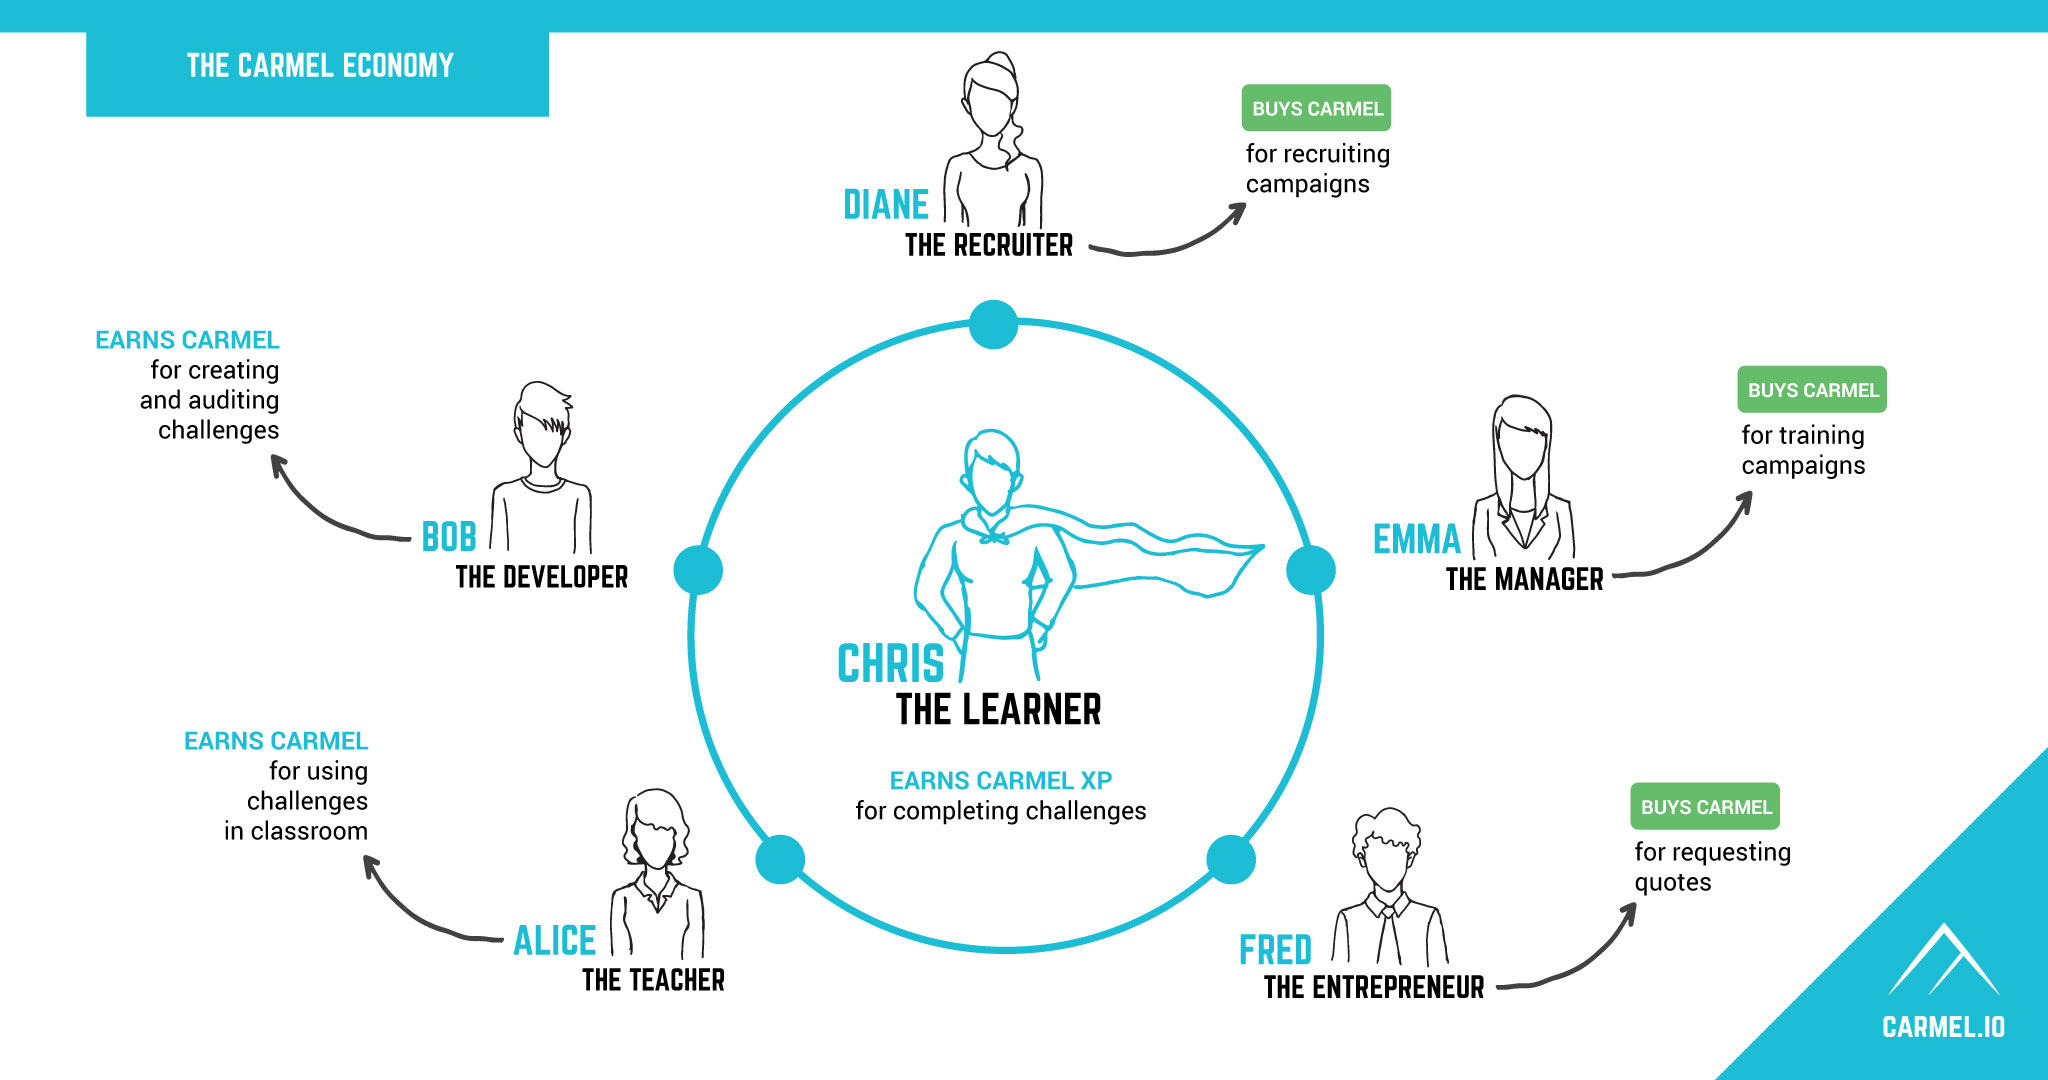 THE CARMEL ECONOMY
BUYS CARMEL
for recruiting
campaigns
DIANE
THE RECRUITER
EARNS CARMEL
for creating
and auditing
challenges
BOB
THE DEVELOPER
BUYS CARMEL
for training
campaigns
EMMA
THE MANAGER
CHRIS
THE LEARNER
EARNS CARMEL XP
for completing challenges
EARNS CARMEL
for using
challenges
in classroom
ALICE
THE TEACHER
BUYS CARMEL
for requesting
quotes
FRED
THE ENTREPRENEUR
CARMEL.IO